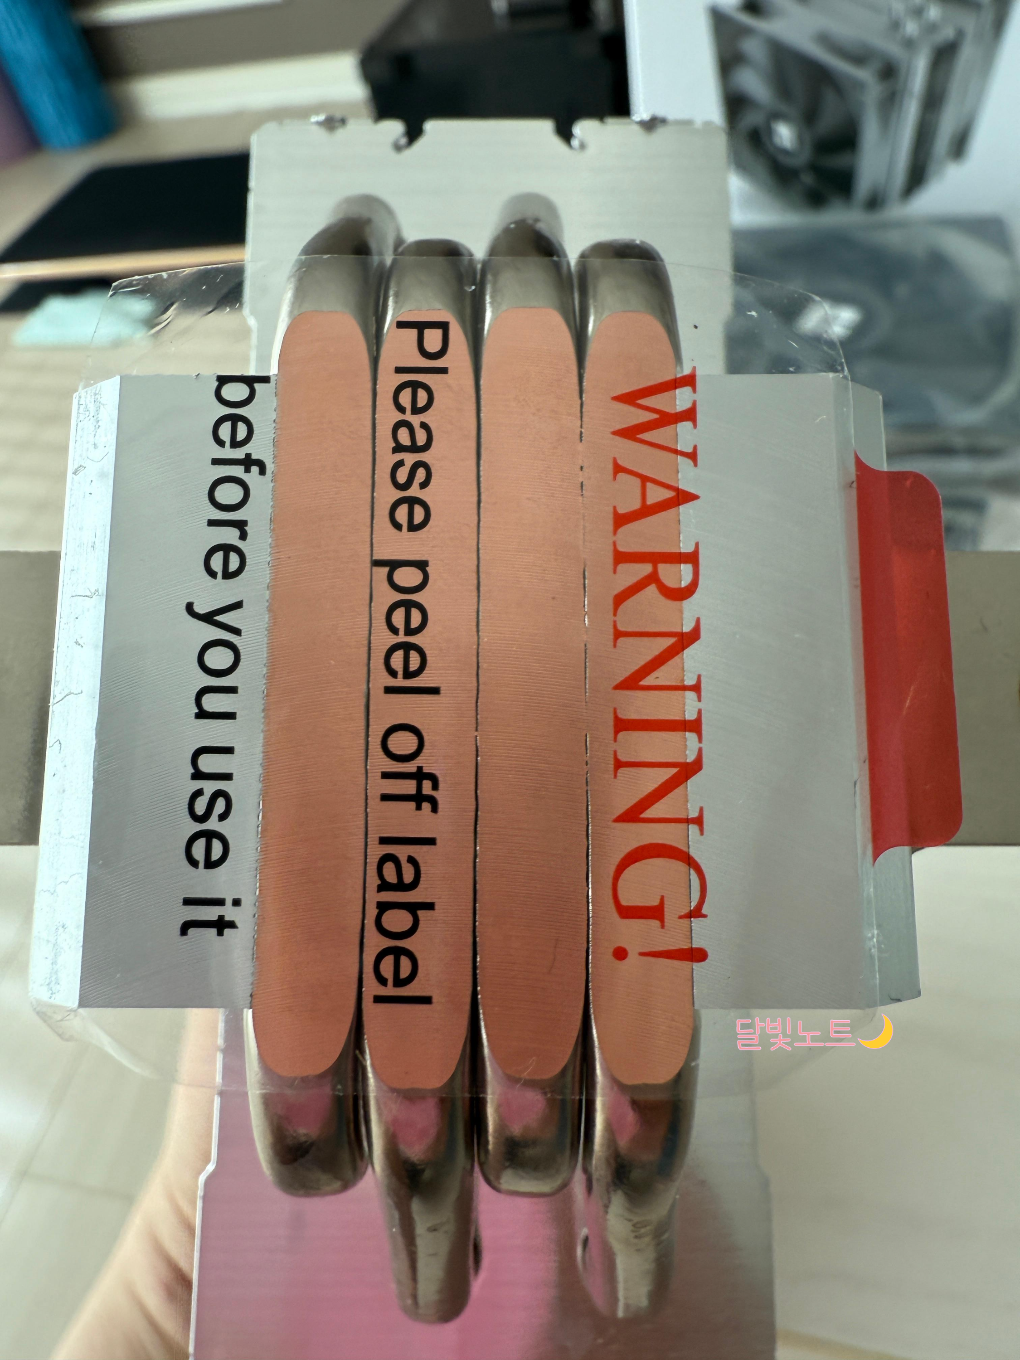 WARNING!
Please peel off label
before you use it
달빛노트🌙